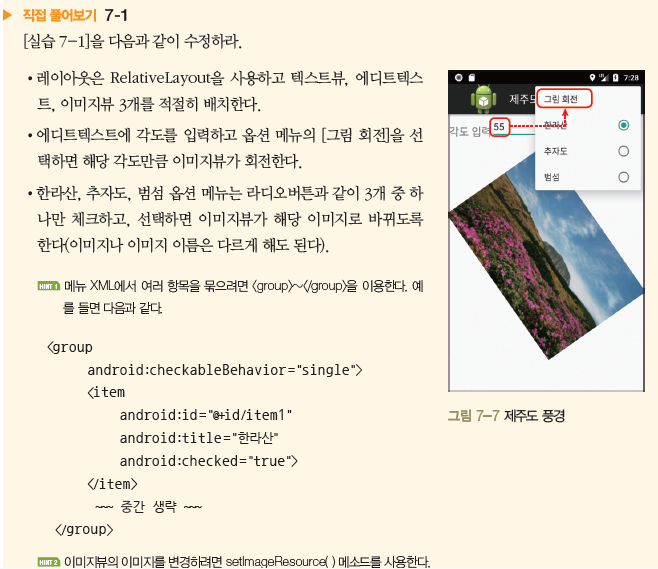 ▶ 직접 풀어보기 7-1
[실습 7-1]을 다음과 같이 수정하라.
• 레이아웃은 RelativeLayout을 사용하고 텍스트뷰, 에디트텍스
트, 이미지뷰 3개를 적절히 배치한다.
• 에디트텍스트에 각도를 입력하고 옵션 메뉴의 [그림 회전]을 선
택하면 해당 각도만큼 이미지뷰가 회전한다.
• 한라산, 추자도, 범섬 옵션 메뉴는 라디오버튼과 같이 3개 중 하
나만 체크하고, 선택하면 이미지뷰가 해당 이미지로 바뀌도록
한다(이미지나 이미지 이름은 다르게 해도 된다).
HINT 1 메뉴 XML에서 여러 항목을 묶으려면 〈group〉~〈/group〉을 이용한다. 예
를 들면 다음과 같다.
〈group
android:checkableBehavior="single"〉
〈item
android:id="@+id/item1"
android:title="한라산"
android:checked="true"〉
〈/item〉
~~~ 중간 생략 ~~~
〈/group〉
HINT 2 이미지뷰의 이미지를 변경하려면 setImageResource( ) 메소드를 사용한다.
7:28
제주도
그림 회전
각도 입력 55
한라산
추자도
범섬
그림 7-7 제주도 풍경